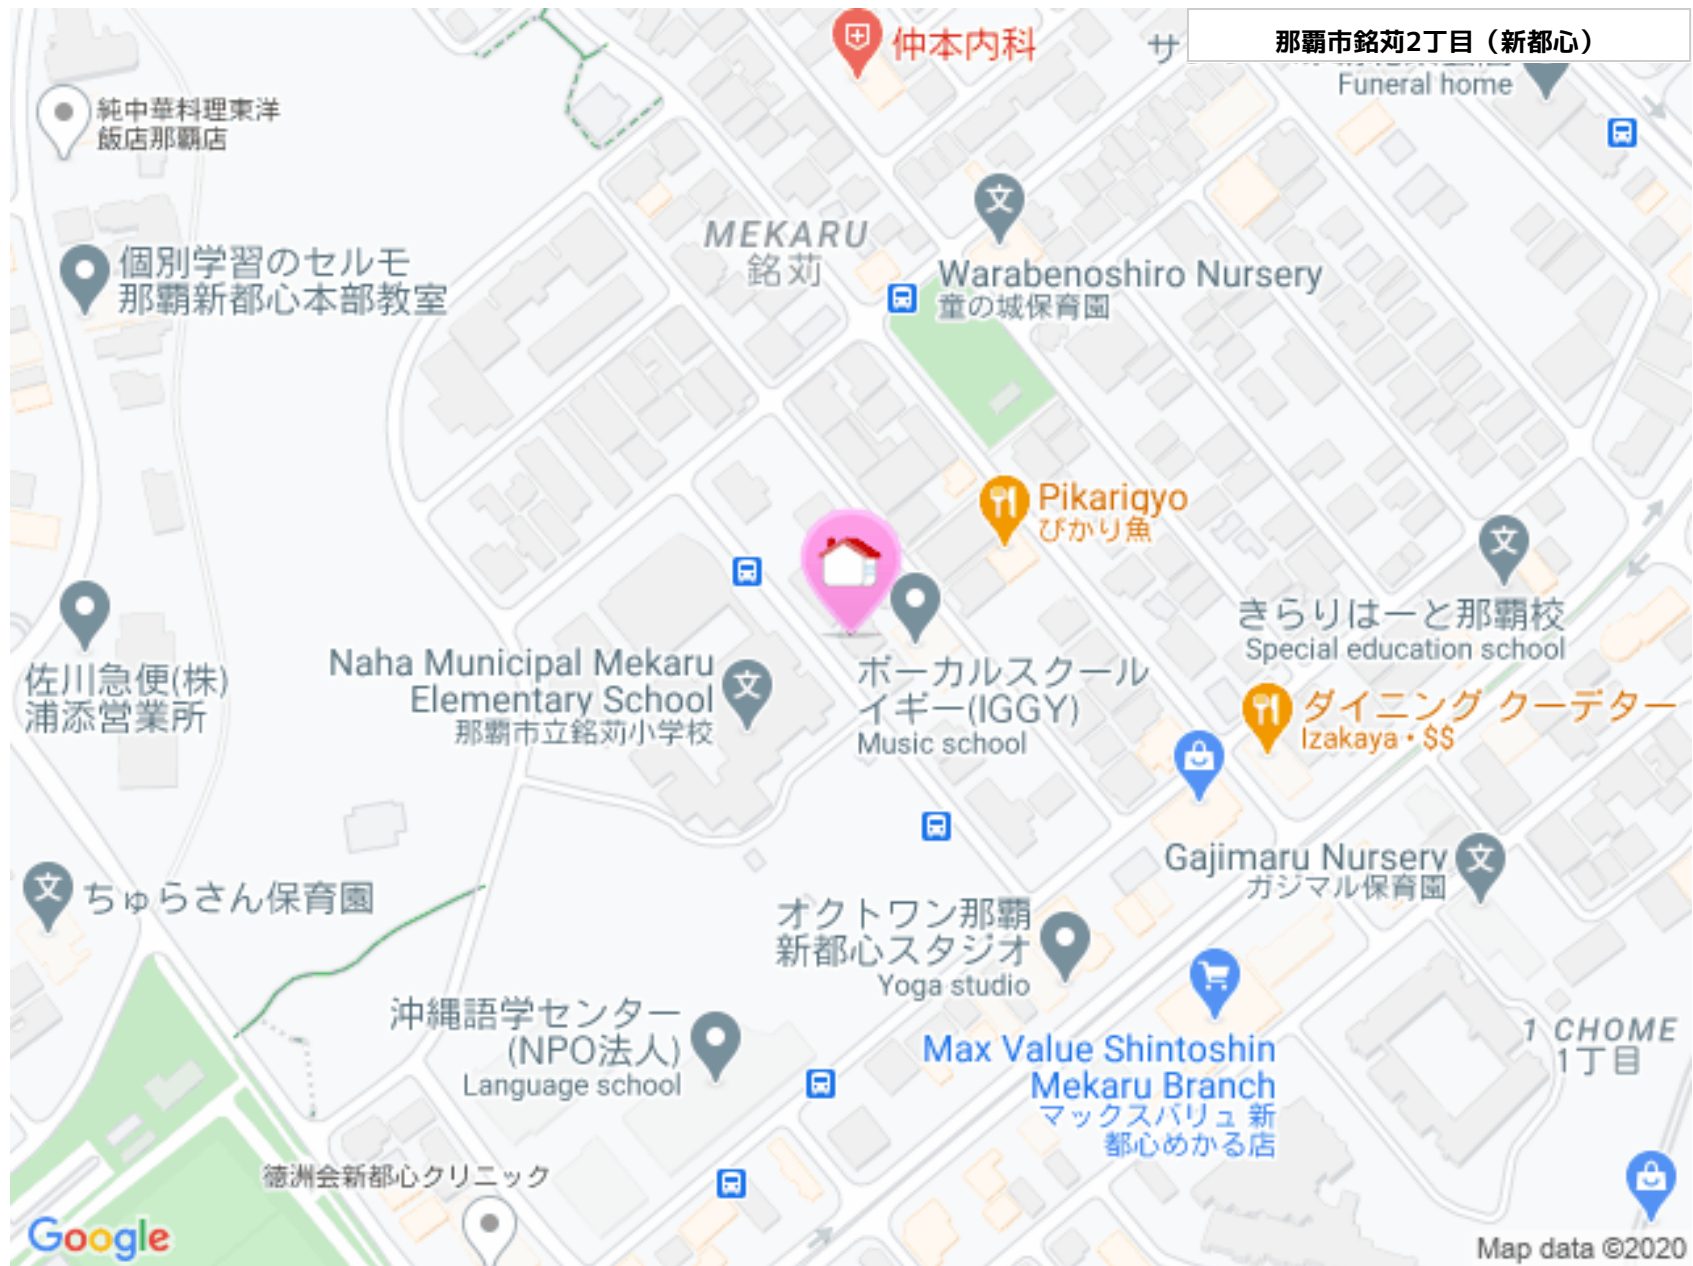 仲本内科
サ
那覇市銘苅2丁目（新都心）
Funeral home
純中華料理東洋
飯店那覇店
MEKARU
銘苅
個別学習のセルモ
那覇新都心本部教室
Warabenoshiro Nursery
童の城保育園
Pikarigyo
ぴかり魚
きらりはーと那覇校
Special education school
佐川急便(株)
浦添営業所
Naha Municipal Mekaru
Elementary School
那覇市立銘苅小学校
ボーカルスクール
イギー(IGGY)
Music school
ダイニング クーデター
Izakaya • $$
Gajimaru Nursery
ガジマル保育園
ちゅらさん保育園
オクトワン那覇
新都心スタジオ
Yoga studio
沖縄語学センター
(NPO法人)
Language school
Max Value Shintoshin
Mekaru Branch
マックスバリュ 新
都心めかる店
1 CHOME
1丁目
徳洲会新都心クリニック
Google
Map data ©2020